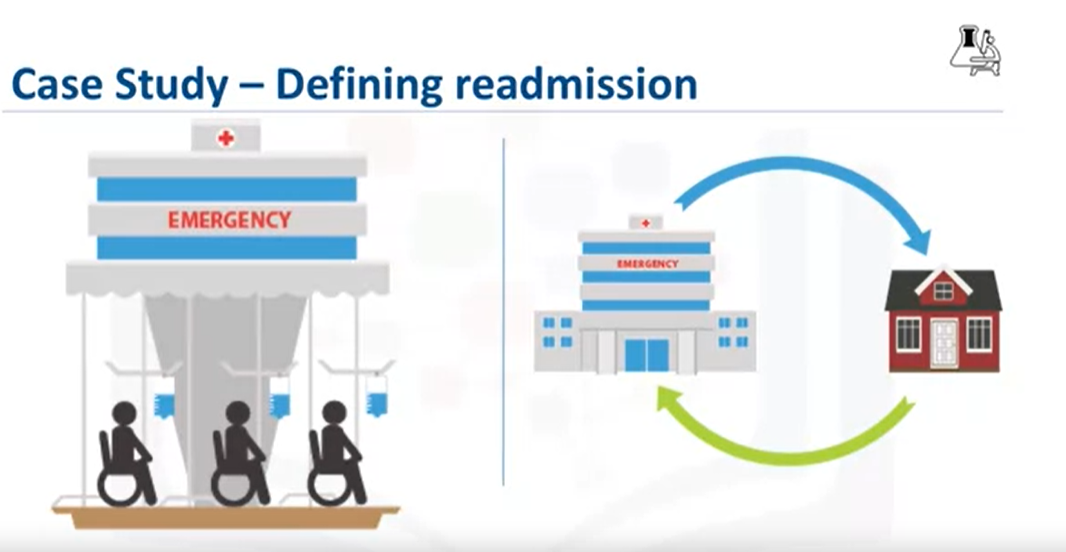 Case Study – Defining readmission
EMERGENCY
EMERGENCY